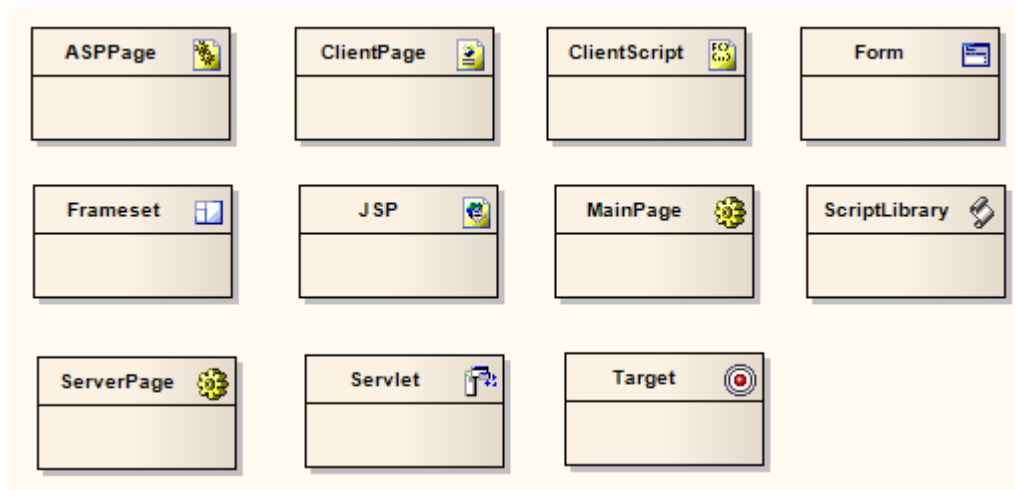 ASPPage
ClientPage
ClientScript
Form
Frameset
JSP
MainPage
ScriptLibrary
ServerPage
Servlet
Target